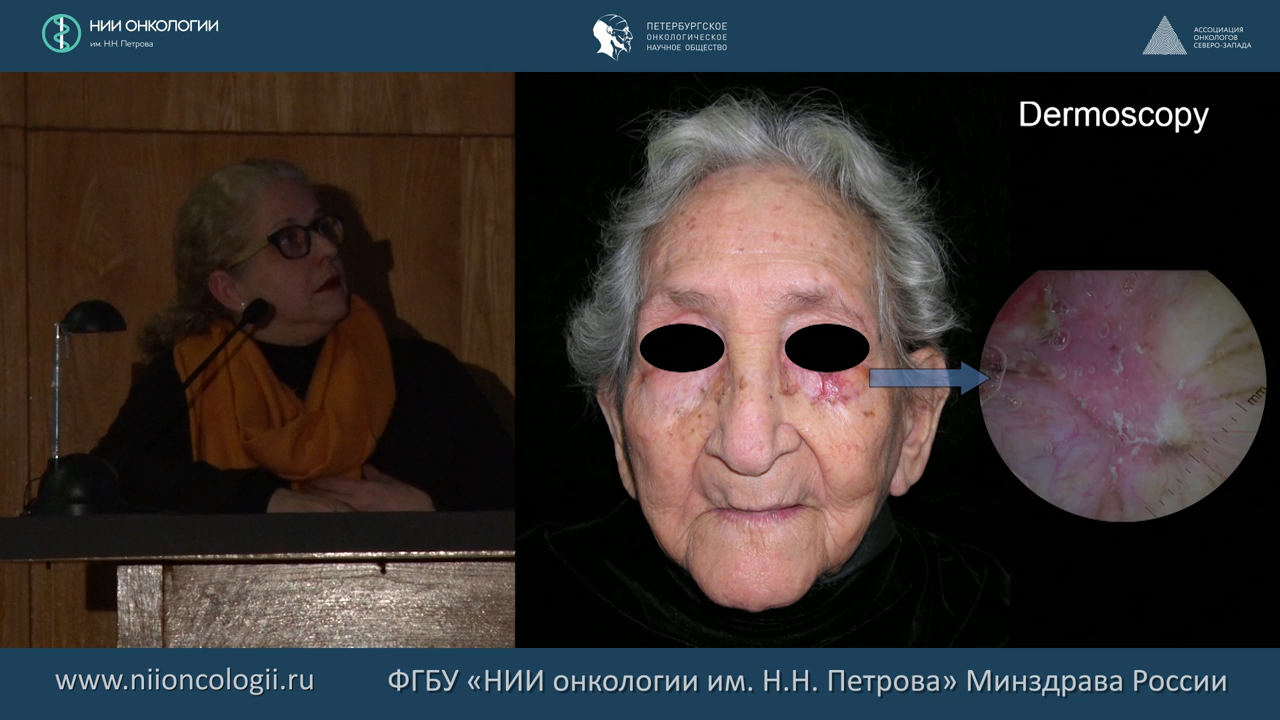 НИИ ОНКОЛОГИИ
им. Н.Н. Петрова
ПЕТЕРБУРГСКОЕ
ОНКОЛОГИЧЕСКОЕ
НАУЧНОЕ ОБЩЕСТВО
АССОЦИАЦИЯ
ОНКОЛОГОВ
СЕВЕРО-ЗАПАДА
Dermoscopy
mm
www.niioncologii.ru
ФГБУ «НИИ онкологии им. Н.Н. Петрова» Минздрава России